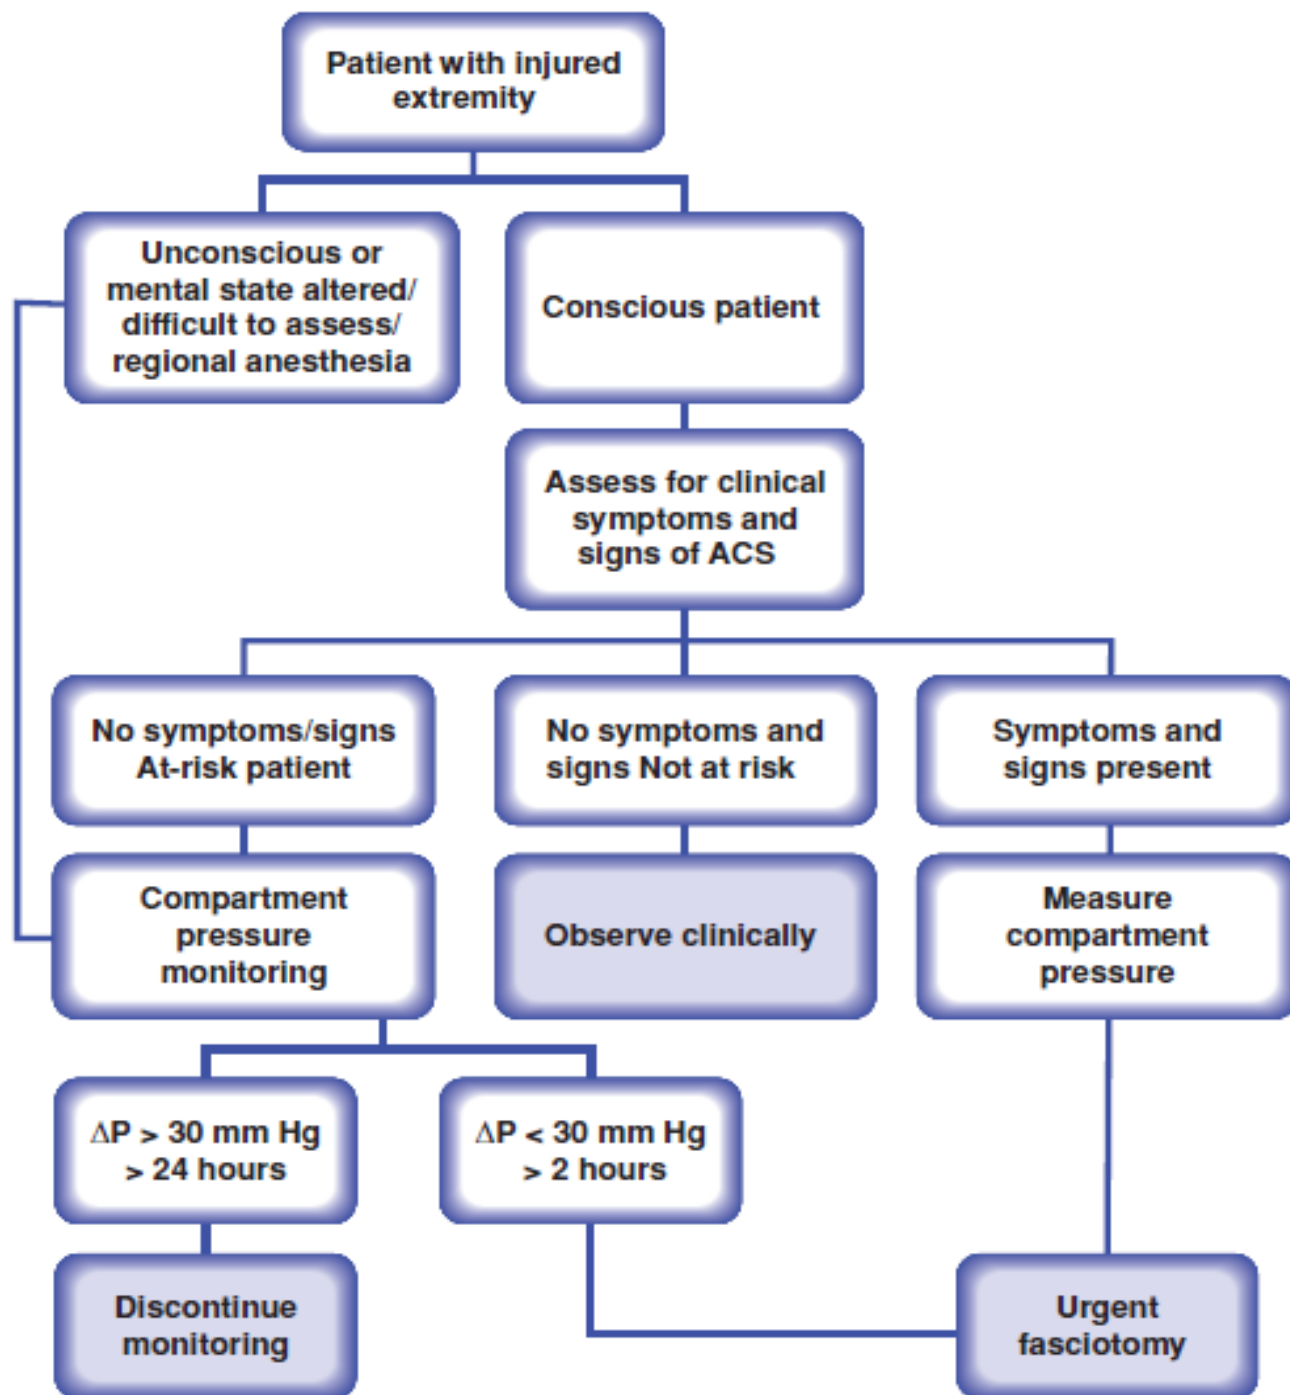 Patient with injured
extremity
Unconscious or
mental state altered/
difficult to assess/
regional anesthesia
Conscious patient
Assess for clinical
symptoms and
signs of ACS
No symptoms/signs
At-risk patient
No symptoms and
signs Not at risk
Symptoms and
signs present
Compartment
pressure
monitoring
Observe clinically
Measure
compartment
pressure
ΔP > 30 mm Hg
> 24 hours
ΔP < 30 mm Hg
> 2 hours
Discontinue
monitoring
Urgent
fasciotomy